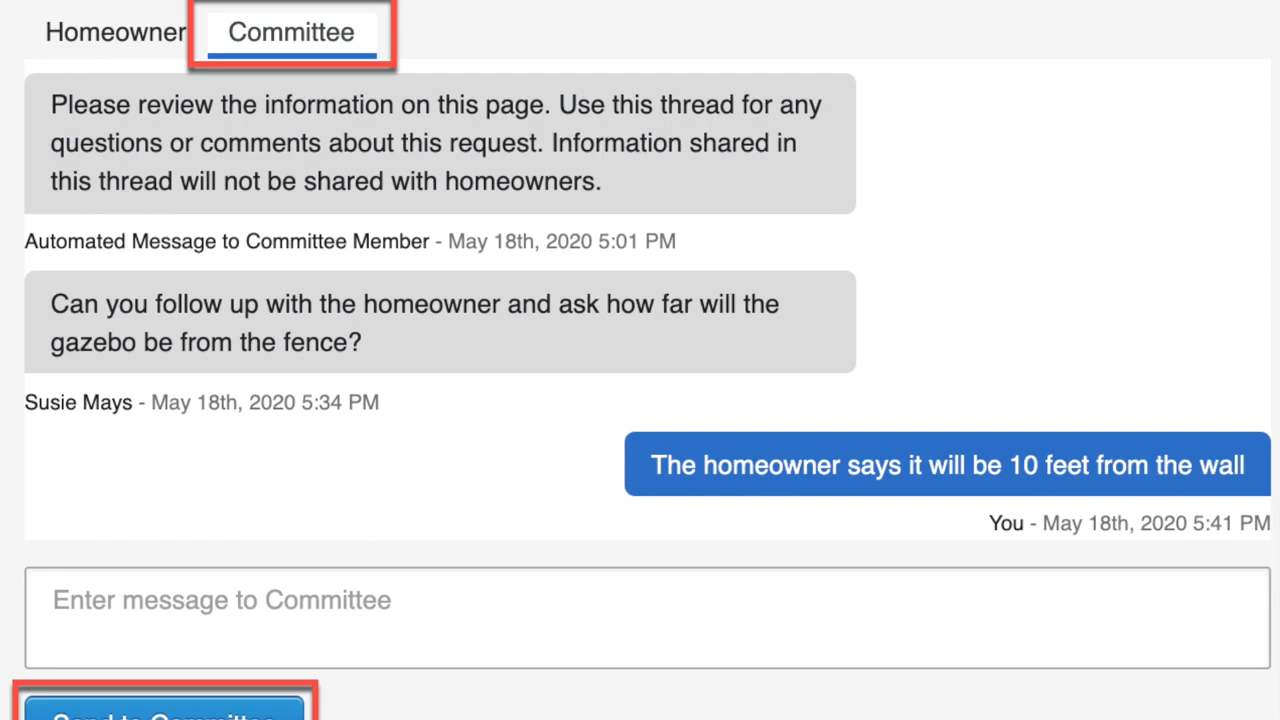 Homeowner Committee
Please review the information on this page. Use this thread for any
questions or comments about this request. Information shared in
this thread will not be shared with homeowners.
Automated Message to Committee Member - May 18th, 2020 5:01 PM
Can you follow up with the homeowner and ask how far will the
gazebo be from the fence?
Susie Mays - May 18th, 2020 5:34 PM
The homeowner says it will be 10 feet from the wall
You - May 18th, 2020 5:41 PM
Enter message to Committee
Send to Committee